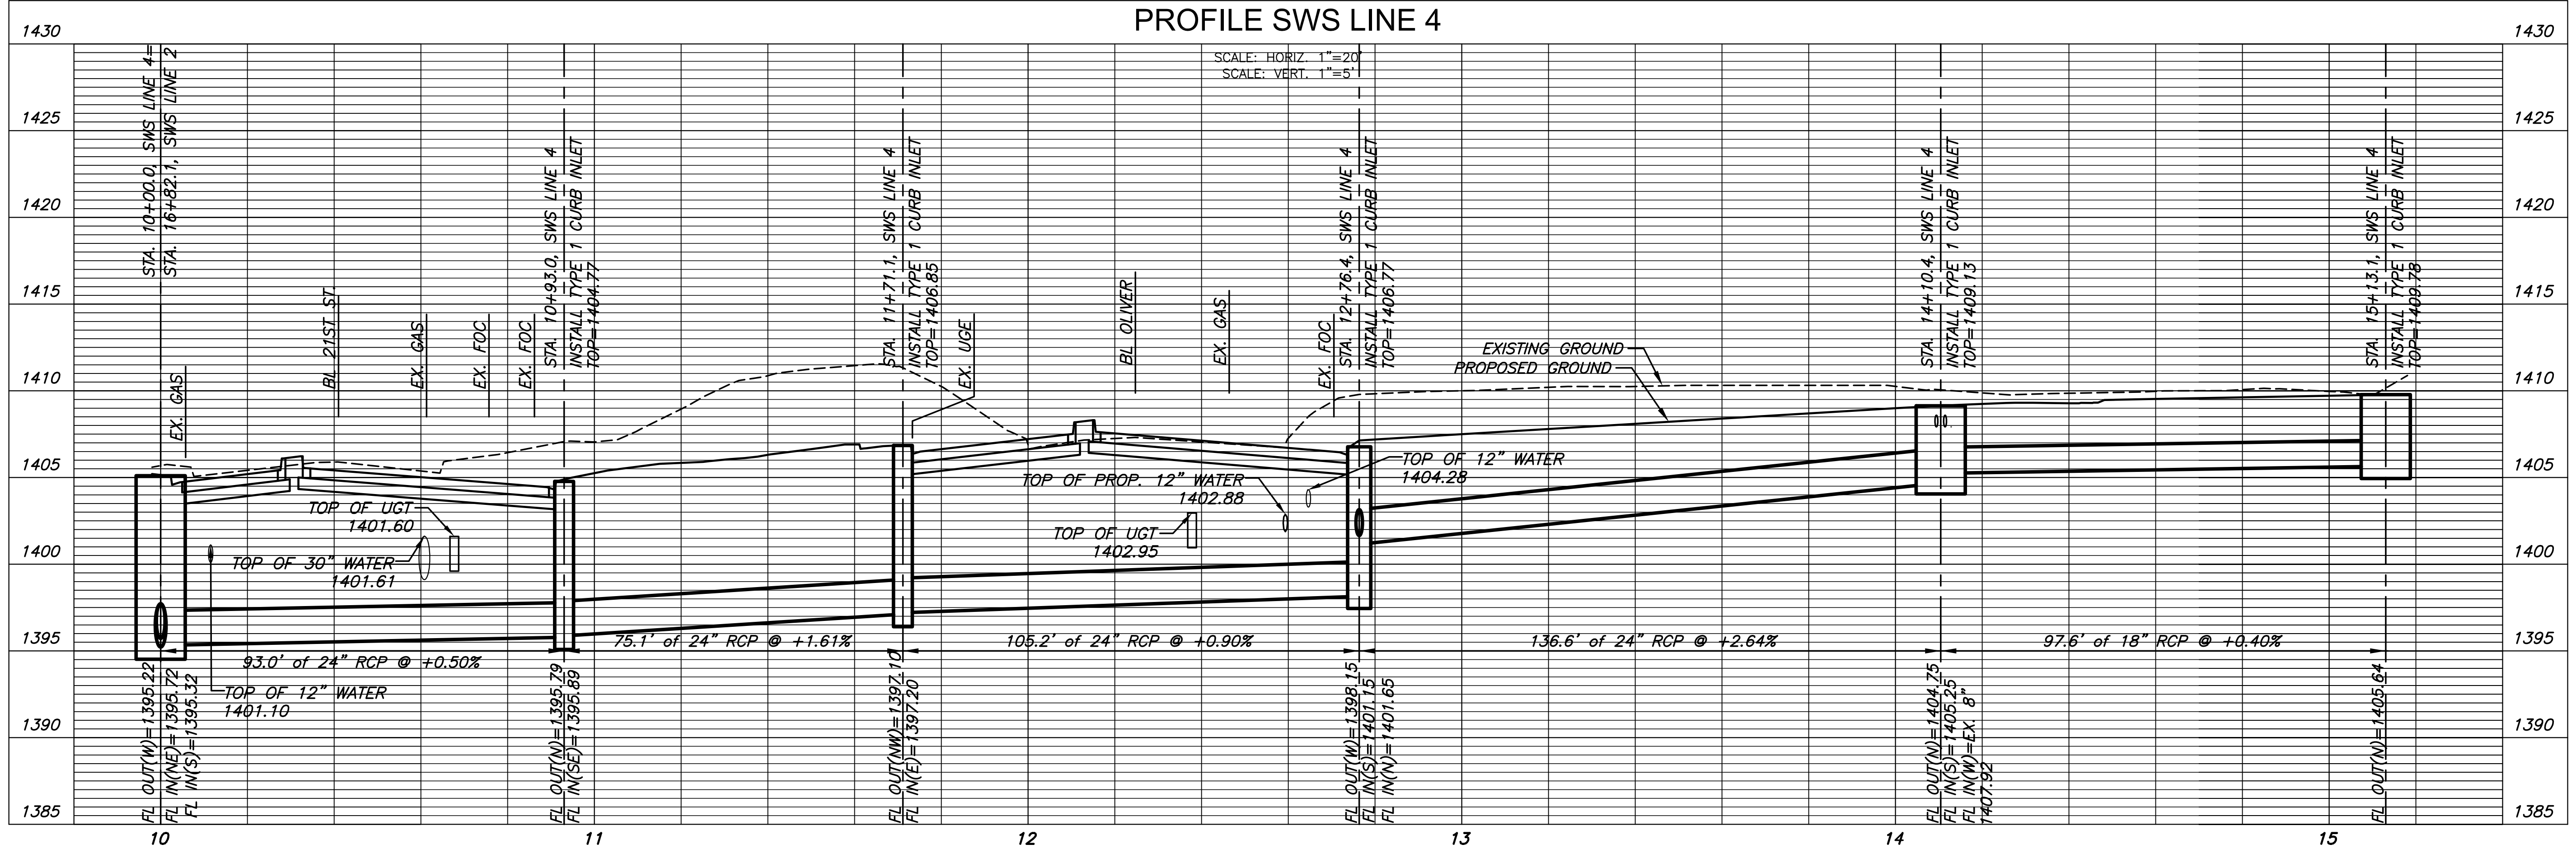 PROFILE SWS LINE 4
SCALE: HORIZ. 1"=20'
SCALE: VERT. 1"=5'
1430
1425
1420
1415
1410
1405
1400
1395
1390
1385
1430
1425
1420
1415
1410
1405
1400
1395
1390
1385
STA. 10+00.0, SWS LINE 4=
STA. 16+82.1, SWS LINE 2
EX. GAS
BL 21ST ST.
EX. GAS
EX. FOC
EX. FOC
STA. 10+93.0, SWS LINE 4
INSTALL TYPE 1 CURB INLET
TOP=1404.77
STA. 11+71.1, SWS LINE 4
INSTALL TYPE 1 CURB INLET
TOP=1406.85
EX. UGE
BL OLIVER
EX. GAS
EX. FOC
STA. 12+76.4, SWS LINE 4
INSTALL TYPE 1 CURB INLET
TOP=1406.77
EXISTING GROUND
PROPOSED GROUND
STA. 14+10.4, SWS LINE 4
INSTALL TYPE 1 CURB INLET
TOP=1409.13
STA. 15+13.1, SWS LINE 4
INSTALL TYPE 1 CURB INLET
TOP=1409.78
TOP OF UGT
1401.60
TOP OF 30" WATER
1401.61
TOP OF PROP. 12" WATER
1402.88
TOP OF UGT
1402.95
TOP OF 12" WATER
1404.28
93.0' of 24" RCP @ +0.50%
75.1' of 24" RCP @ +1.61%
105.2' of 24" RCP @ +0.90%
136.6' of 24" RCP @ +2.64%
97.6' of 18" RCP @ +0.40%
TOP OF 12" WATER
1401.10
FL OUT(W)=1395.22
FL IN(NE)=1395.72
FL IN(S)=1395.32
FL OUT(N)=1395.79
FL IN(SE)=1395.89
FL OUT(NW)=1397.10
FL IN(E)=1397.20
FL OUT(W)=1398.15
FL IN(S)=1401.15
FL IN(N)=1401.65
FL OUT(N)=1404.75
FL IN(S)=1405.25
FL IN(W)=EX. 8"
1407.92
FL OUT(N)=1405.64
10
11
12
13
14
15